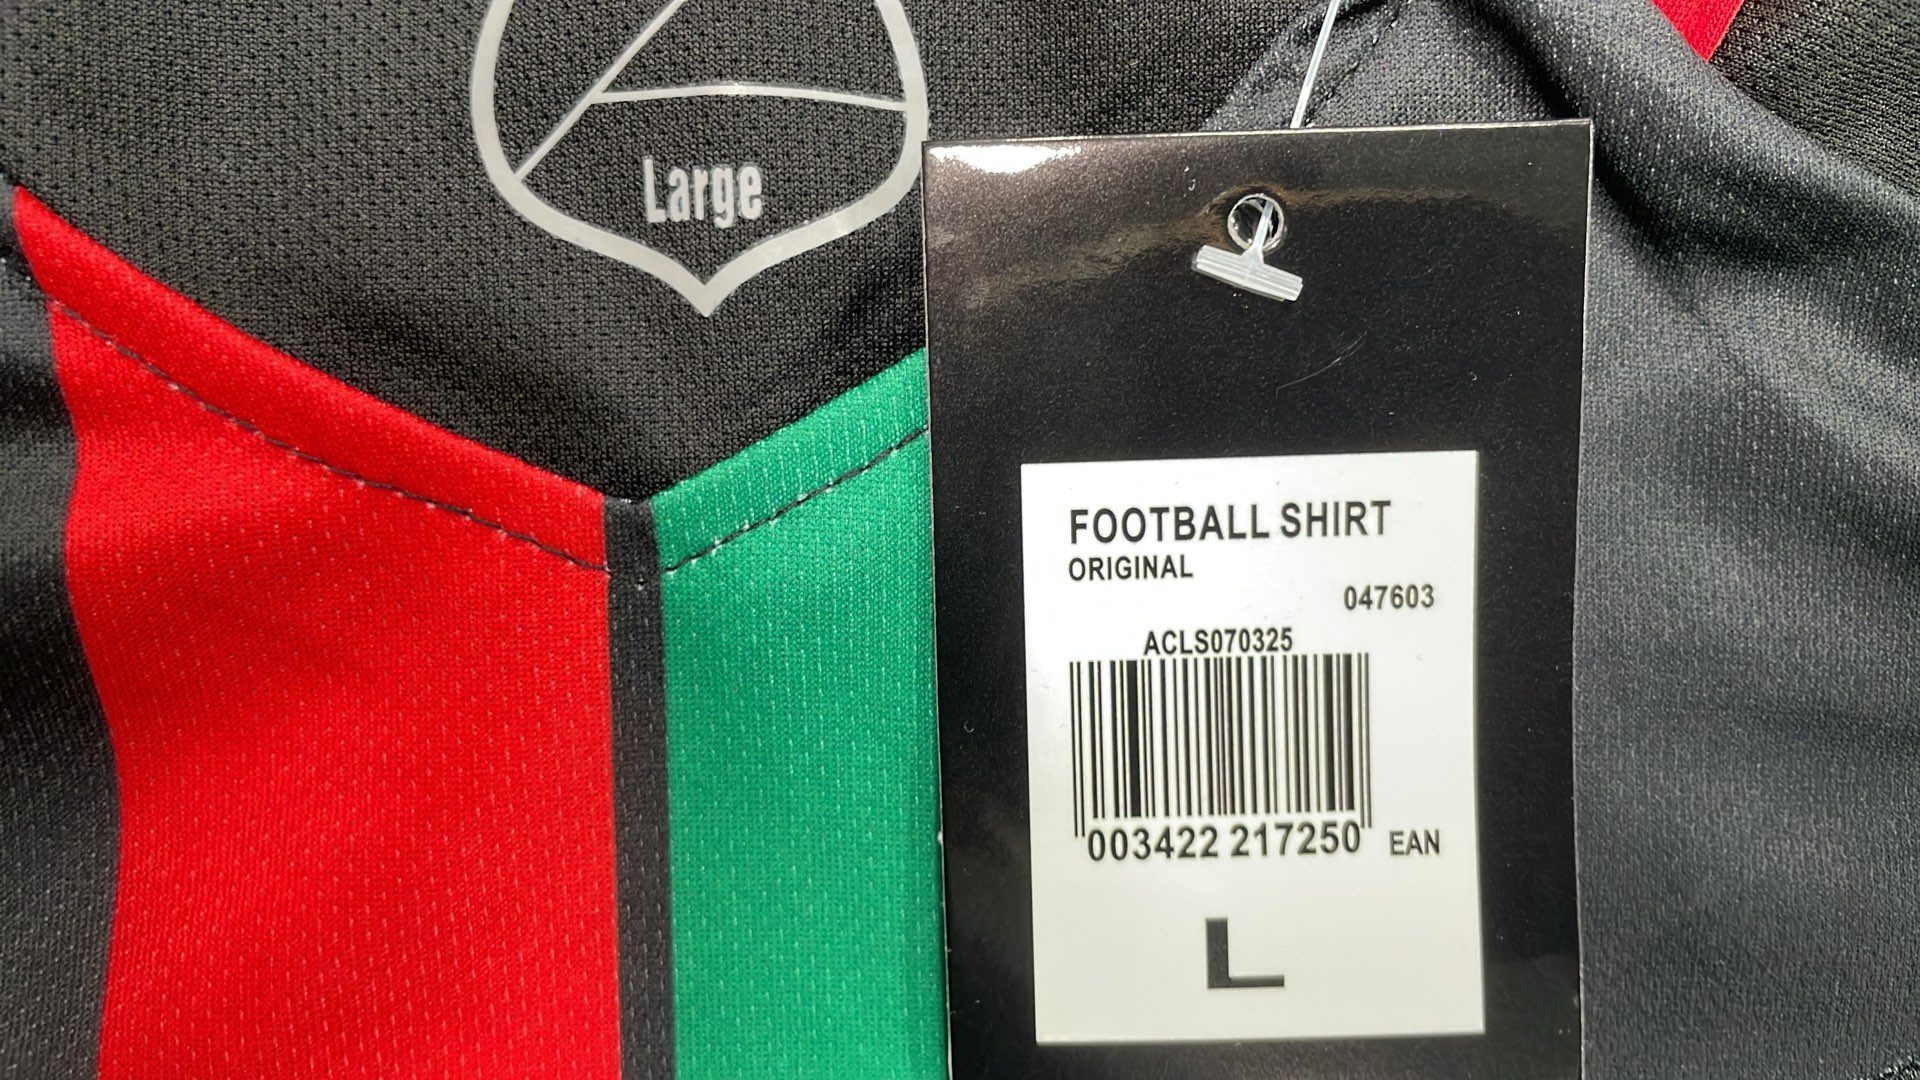 Large
FOOTBALL SHIRT
ORIGINAL
047603
ACLS070325
003422 217250 EAN
L